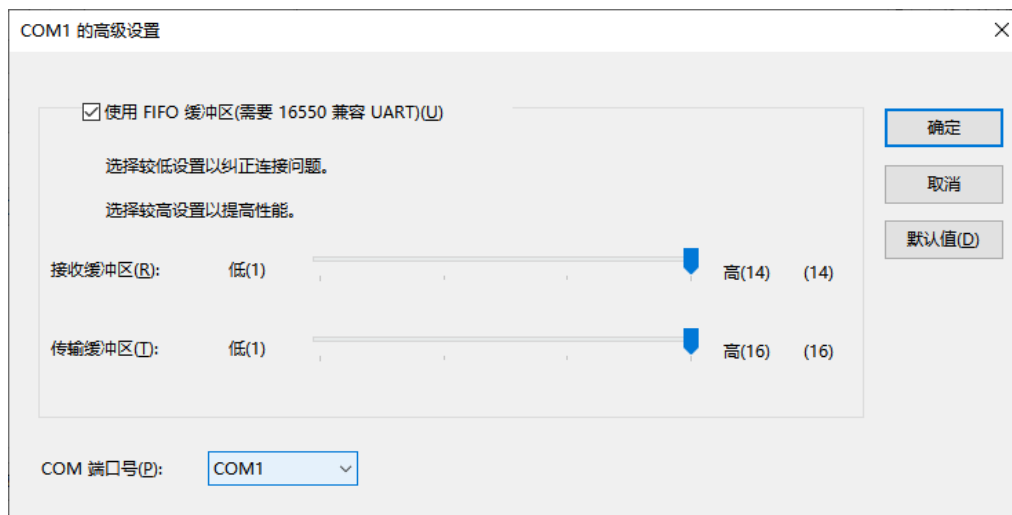 COM1 的高级设置
使用 FIFO 缓冲区(需要 16550 兼容 UART)(U)
确定
选择较低设置以纠正连接问题。
取消
选择较高设置以提高性能。
默认值(D)
接收缓冲区(R): 低(1) 高(14) (14)
传输缓冲区(T): 低(1) 高(16) (16)
COM 端口号(P): COM1